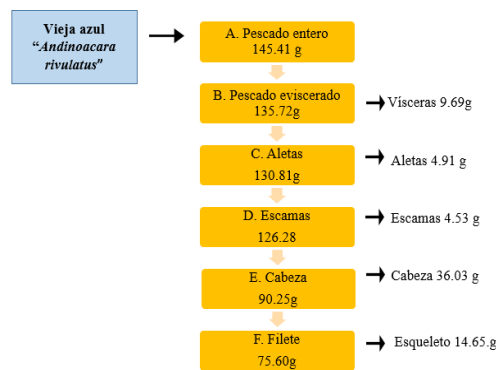 Vieja azul
“Andinoacara
rivulatus”
A. Pescado entero
145.41 g
B. Pescado eviscerado
135.72g
Vísceras 9.69g
C. Aletas
130.81g
Aletas 4.91 g
D. Escamas
126.28
Escamas 4.53 g
E. Cabeza
90.25g
Cabeza 36.03 g
F. Filete
75.60g
Esqueleto 14.65.g